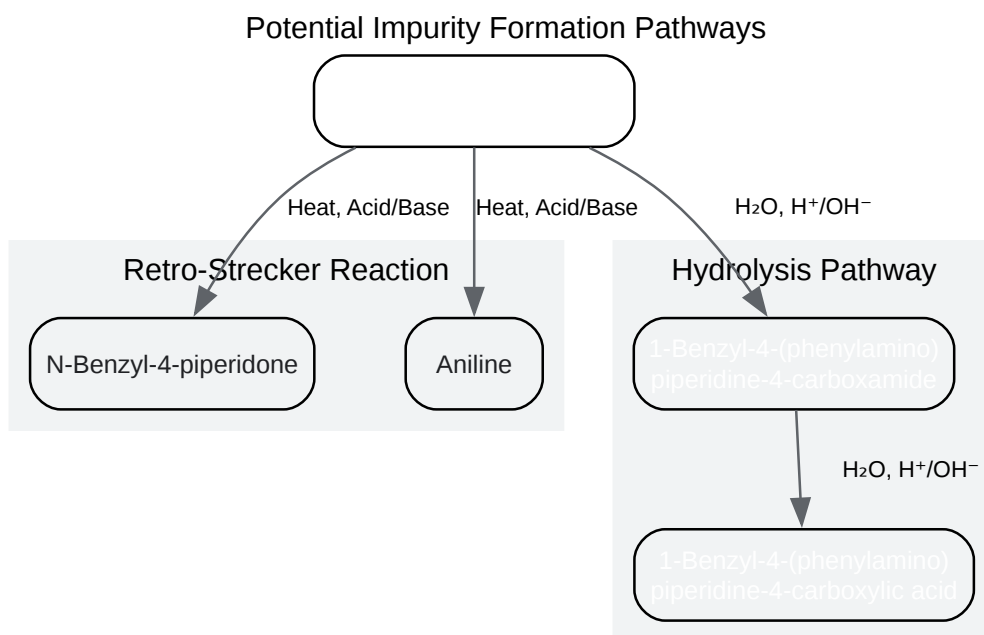 Potential Impurity Formation Pathways
Heat, Acid/Base
Heat, Acid/Base
H₂O, H⁺/OH⁻
Retro-Strecker Reaction
Hydrolysis Pathway
N-Benzyl-4-piperidone
Aniline
1-Benzyl-4-(phenylamino)
piperidine-4-carboxamide
H₂O, H⁺/OH⁻
1-Benzyl-4-(phenylamino)
piperidine-4-carboxylic acid